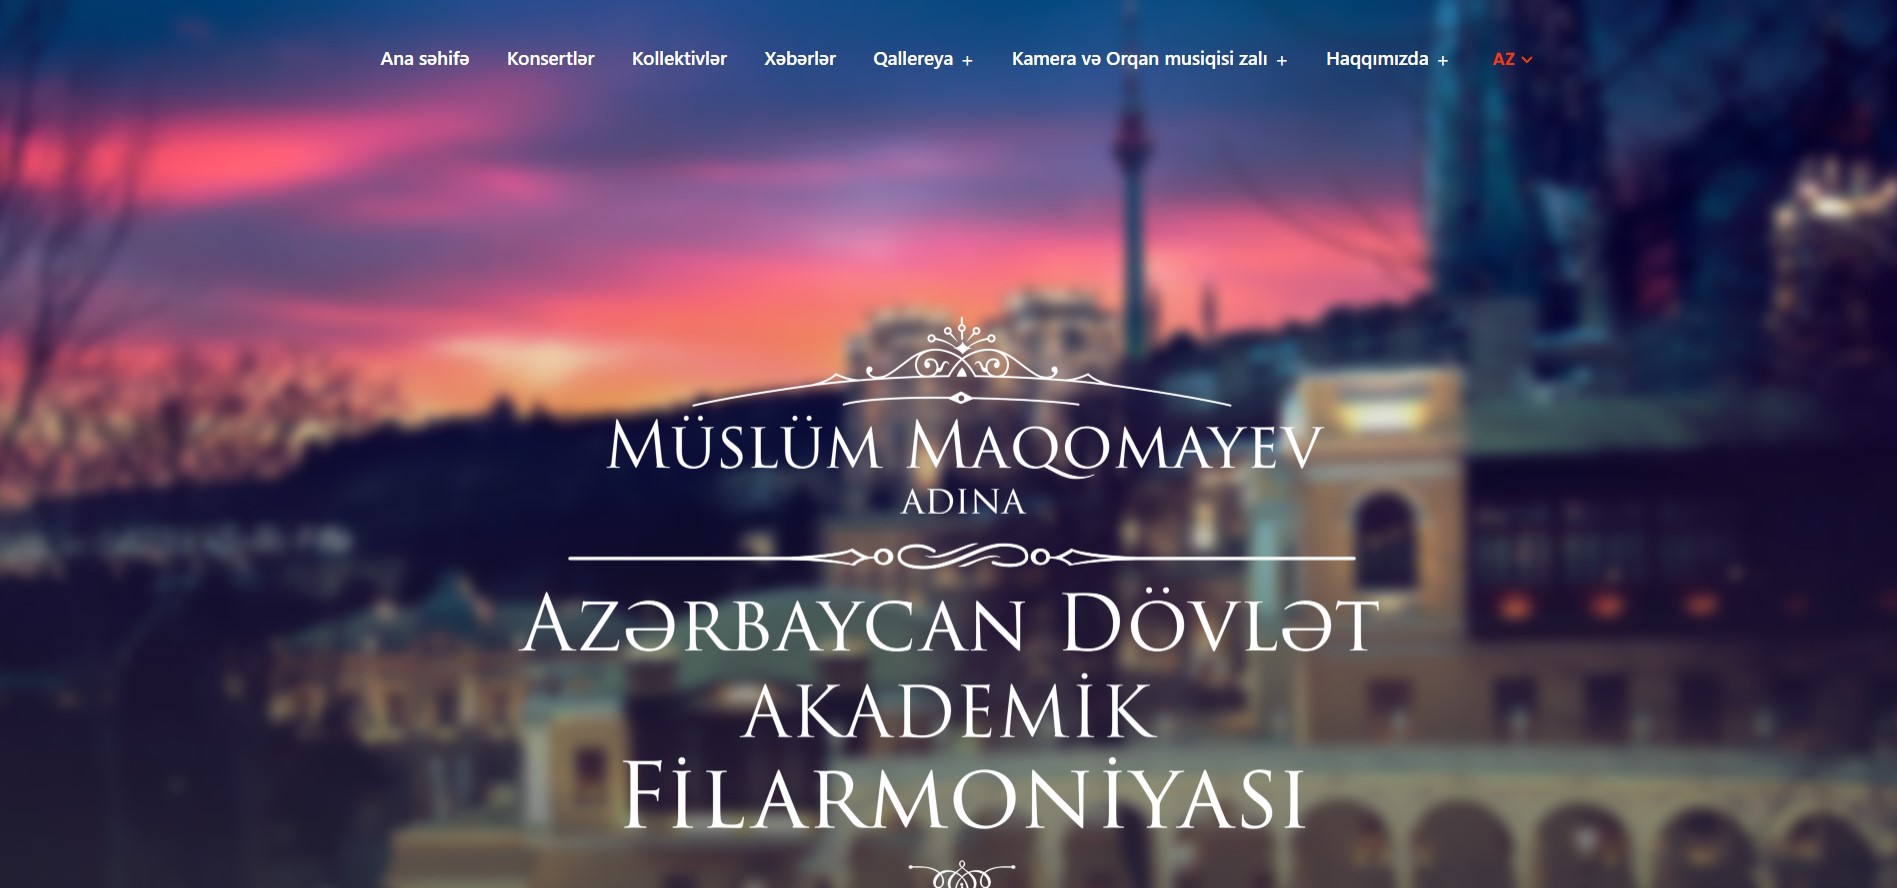 Ana səhifə Konsertlər Kollektivlər Xəbərlər Qallereya + Kamera və Orqan musiqisi zalı + Haqqımızda + AZ
MÜSLÜM MAQOMAYEV
ADINA
AZƏRBAYCAN DÖVLƏT
AKADEMİK
FİLARMONİYASI